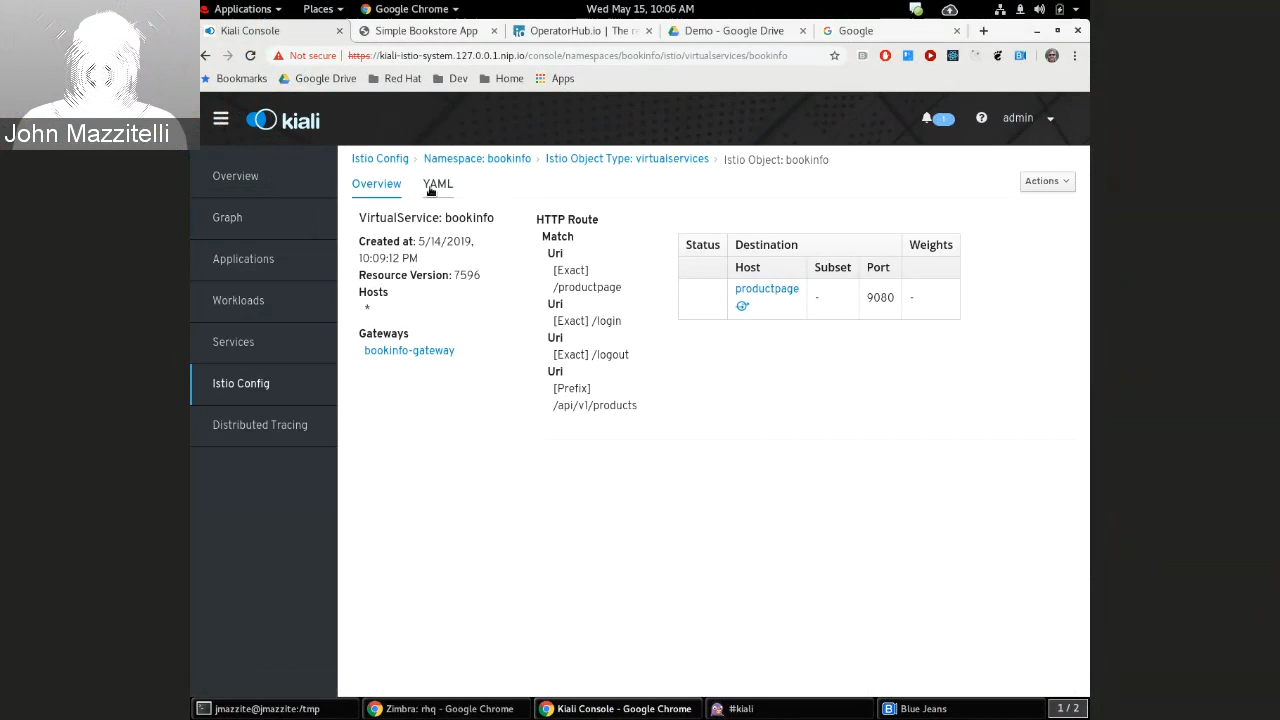 Applications
Places
Google Chrome
Wed May 15, 10:06 AM
Kiali Console
Simple Bookstore App
OperatorHub.io | The re
Demo - Google Drive
Google
Not secure
https://kiali-istio-system.127.0.0.1.nip.io/console/namespaces/bookinfo/istio/virtualservices/bookinfo
Bookmarks
Google Drive
Red Hat
Dev
Home
Apps
John Mazzitelli
kiali
1
admin
Overview
Graph
Applications
Workloads
Services
Istio Config
Distributed Tracing
Istio Config
Namespace: bookinfo
Istio Object Type: virtualservices
Istio Object: bookinfo
Overview
YAML
Actions
VirtualService: bookinfo
Created at: 5/14/2019,
10:09:12 PM
Resource Version: 7596
Hosts
*
Gateways
bookinfo-gateway
HTTP Route
Match
Uri
[Exact]
/productpage
Uri
[Exact] /login
Uri
[Exact] /logout
Uri
[Prefix]
/api/v1/products
Status Destination Weights
Host Subset Port
productpage - 9080 -
jmazzite@jmazzite:/tmp
Zimbra: rhq - Google Chrome
Kiali Console - Google Chrome
#kiali
Blue Jeans
1 / 2